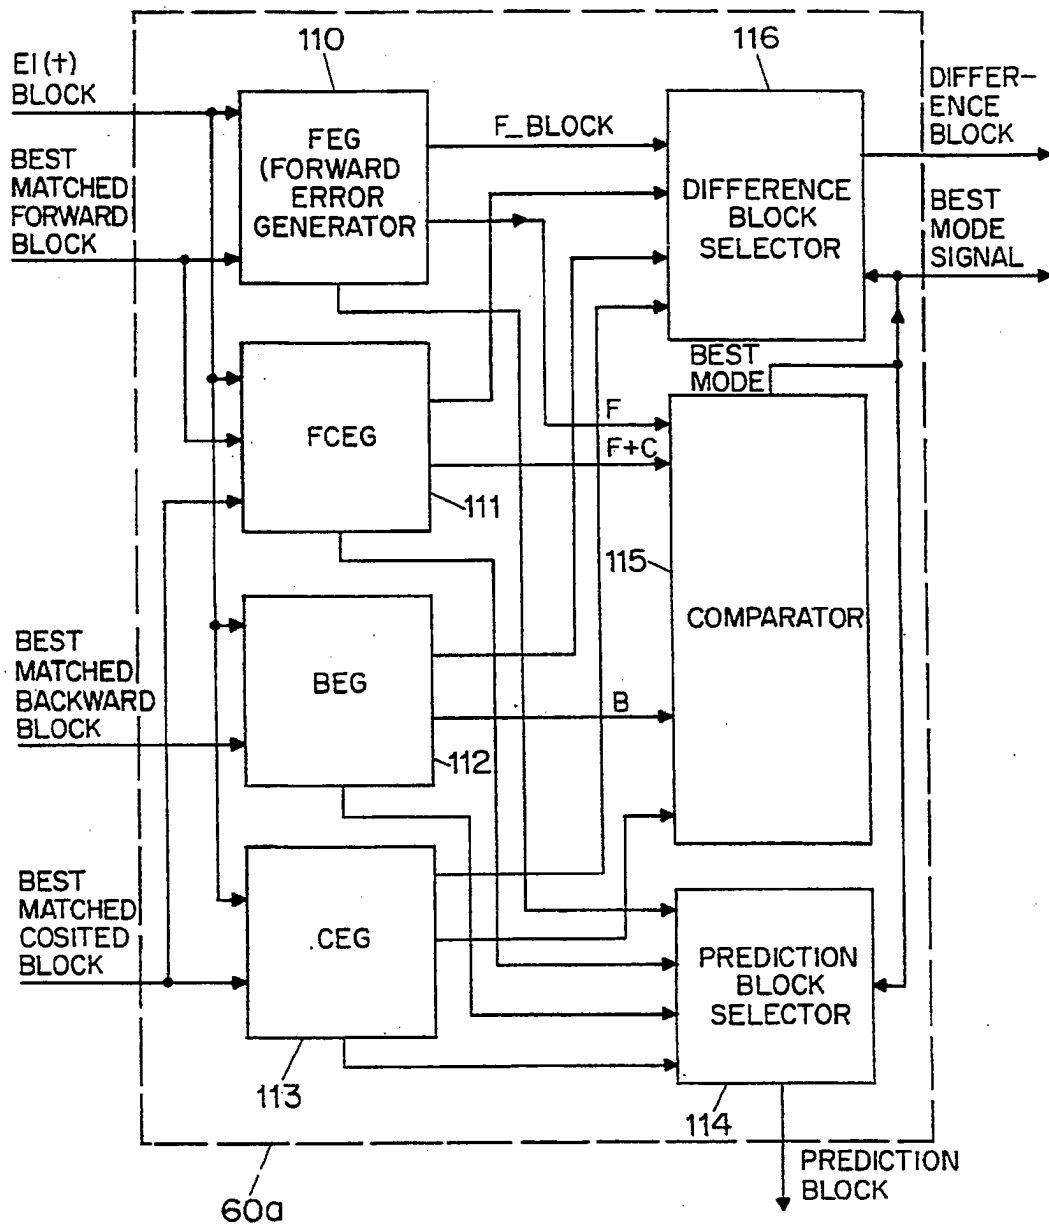 EI(t)
BLOCK
BEST
MATCHED
FORWARD
BLOCK
110
FEG
(FORWARD
ERROR
GENERATOR
F_BLOCK
116
DIFFERENCE
BLOCK
SELECTOR
DIFFER-
ENCE
BLOCK
BEST
MODE
SIGNAL
FCEG
111
F
F+C
BEST
MODE
115
COMPARATOR
BEST
MATCHED
BACKWARD
BLOCK
BEG
112
B
BEST
MATCHED
COSITED
BLOCK
CEG
113
PREDICTION
BLOCK
SELECTOR
114
PREDICTION
BLOCK
60a